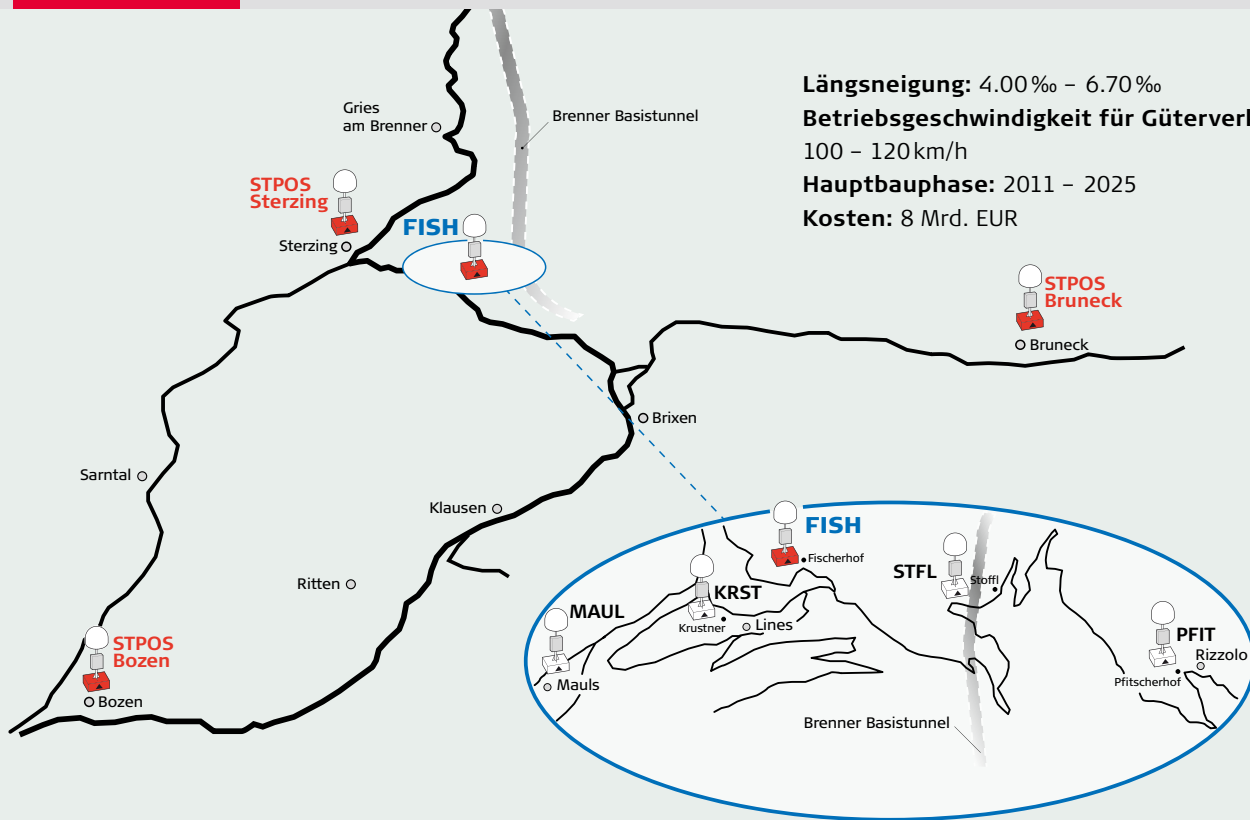 Längsneigung: 4.00 ‰ – 6.70 ‰
Betriebsgeschwindigkeit für Güterverk
100 – 120 km/h
Hauptbauphase: 2011 – 2025
Kosten: 8 Mrd. EUR
Gries
am Brenner
Brenner Basistunnel
STPOS
Sterzing
Sterzing
FISH
STPOS
Bruneck
Bruneck
Brixen
Sarntal
Klausen
Ritten
STPOS
Bozen
Bozen
FISH
Fischerhof
STFL
Stoffl
KRST
Krustner
Lines
MAUL
Mauls
PFIT
Rizzolo
Pfitscherhof
Brenner Basistunnel